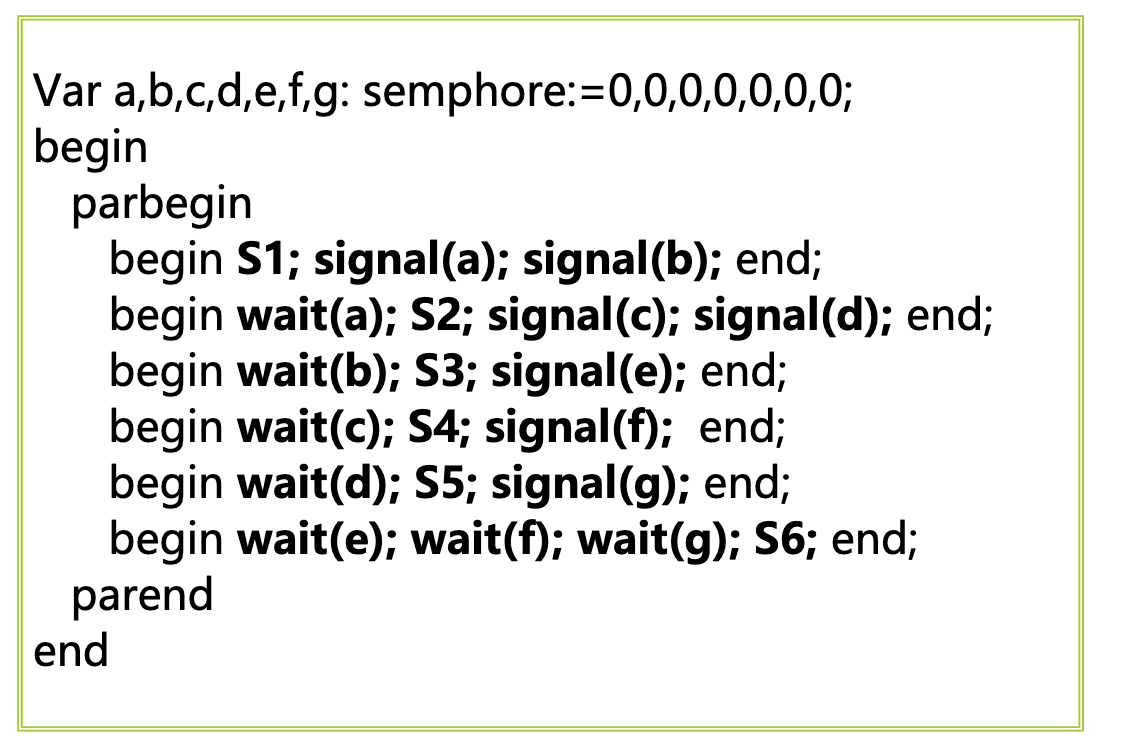 Var a,b,c,d,e,f,g: semphore:=0,0,0,0,0,0,0;
begin
parbegin
begin S1; signal(a); signal(b); end;
begin wait(a); S2; signal(c); signal(d); end;
begin wait(b); S3; signal(e); end;
begin wait(c); S4; signal(f); end;
begin wait(d); S5; signal(g); end;
begin wait(e); wait(f); wait(g); S6; end;
parend
end